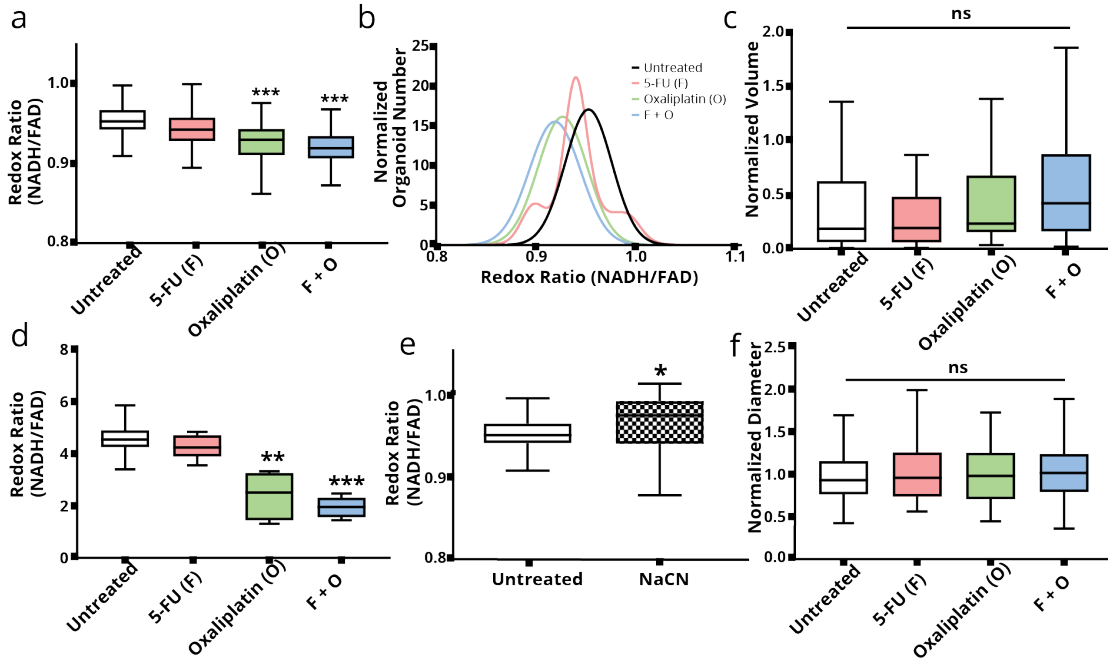 a
Redox Ratio
(NADH/FAD)
1.0
0.9
0.8
***
***
Untreated
5-FU (F)
Oxaliplatin (O)
F + O
b
Normalized
Organoid Number
25
20
15
10
5
0
0.8
0.9
1.0
1.1
Redox Ratio (NADH/FAD)
Untreated
5-FU (F)
Oxaliplatin (O)
F + O
c
Normalized Volume
2.0
1.5
1.0
0.5
0.0
ns
Untreated
5-FU (F)
Oxaliplatin (O)
F + O
d
Redox Ratio
(NADH/FAD)
8
6
4
2
0
**
***
Untreated
5-FU (F)
Oxaliplatin (O)
F + O
e
Redox Ratio
(NADH/FAD)
1.0
0.9
0.8
*
Untreated
NaCN
f
Normalized Diameter
2.5
2.0
1.5
1.0
0.5
0.0
ns
Untreated
5-FU (F)
Oxaliplatin (O)
F + O